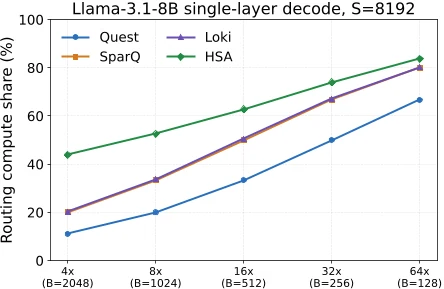 Llama-3.1-8B single-layer decode, S=8192
Routing compute share (%)
100
80
60
40
20
0
Quest
SparQ
Loki
HSA
4x
(B=2048)
8x
(B=1024)
16x
(B=512)
32x
(B=256)
64x
(B=128)